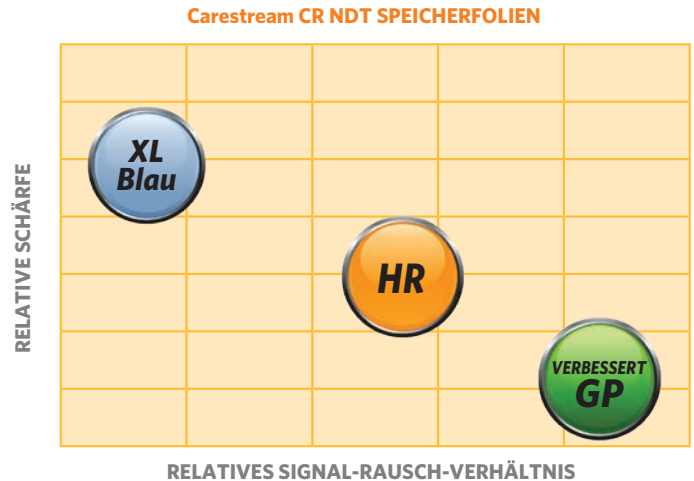 Carestream CR NDT SPEICHERFOLIEN
RELATIVE SCHÄRFE
XL
Blau
HR
VERBESSERT
GP
RELATIVES SIGNAL-RAUSCH-VERHÄLTNIS